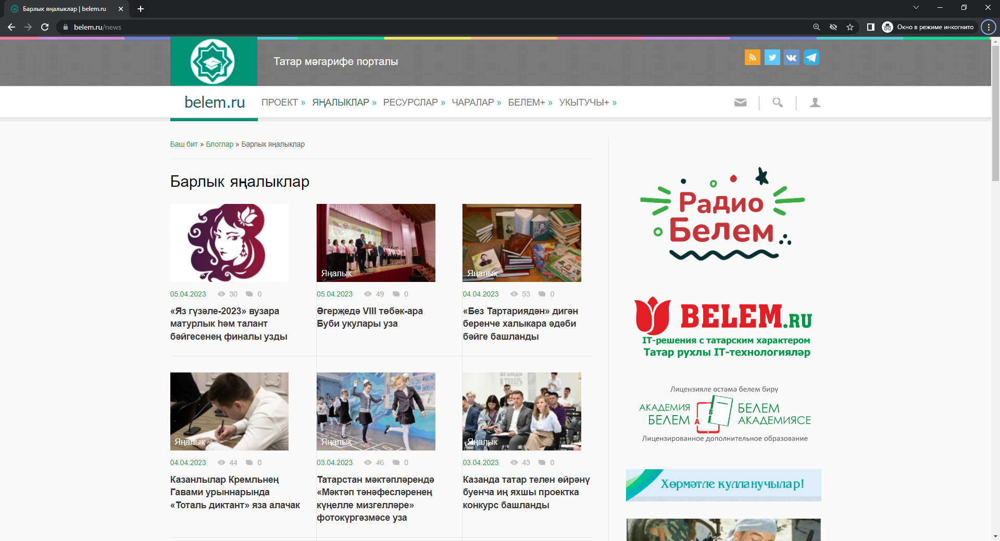 Барлык яңалыклар | belem.ru
belem.ru/news
Окно в режиме инкогнито
Татар мәгарифе порталы
belem.ru
ПРОЕКТ » ЯҢАЛЫКЛАР » РЕСУРСЛАР » ЧАРАЛАР » БЕЛЕМ+ » УКЫТУЧЫ+ »
Баш бит » Блоглар » Барлык яңалыклар
Барлык яңалыклар
05.04.2023 30 0
«Яз гүзәле-2023» вузара
матурлык һәм талант
бәйгесенең финалы узды
Яңалык
05.04.2023 49 0
Әгерҗедә VIII төбәк-ара
Буби укулары уза
Яңалык
04.04.2023 53 0
«Без Тартариядән» дигән
беренче халыкара әдәби
бәйге башланды
Яңалык
04.04.2023 44 0
Казанлылар Кремльнең
Гавами урыннарында
«Тоталь диктант» яза алачак
Яңалык
03.04.2023 46 0
Татарстан мәктәпләрендә
«Мәктәп тәнәфесләренең
күңелле мизгелләре»
фотокүргәзмәсе уза
Яңалык
03.04.2023 43 0
Казанда татар телен өйрәнү
буенча иң яхшы проектка
конкурс башланды
Радио
Белем
BELEM.RU
IT-решения с татарским характером
Татар рухлы IT-технологияләр
Лицензияле өстәмә белем бирү
АКАДЕМИЯ
БЕЛЕМ
А
Б
БЕЛЕМ
АКАДЕМИЯСЕ
Лицензированное дополнительное образование
Хөрмәтле кулланучылар!